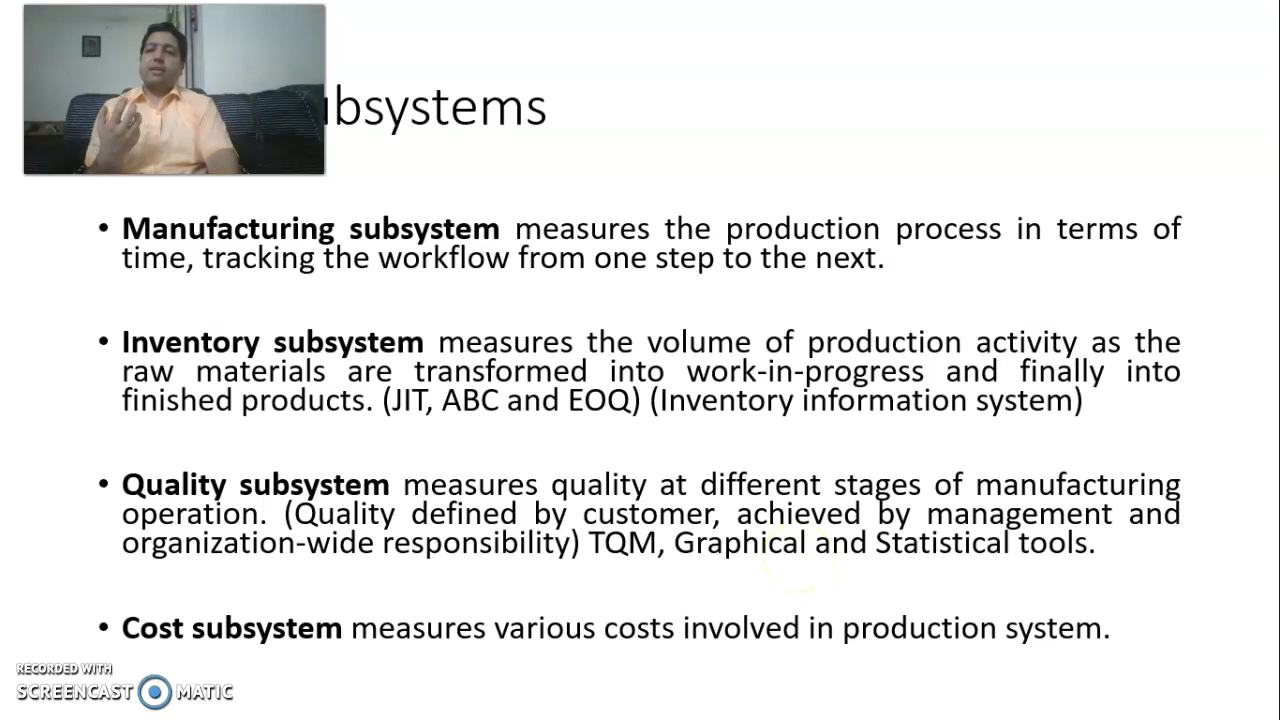 ubsystems
• Manufacturing subsystem measures the production process in terms of
time, tracking the workflow from one step to the next.
• Inventory subsystem measures the volume of production activity as the
raw materials are transformed into work-in-progress and finally into
finished products. (JIT, ABC and EOQ) (Inventory information system)
• Quality subsystem measures quality at different stages of manufacturing
operation. (Quality defined by customer, achieved by management and
organization-wide responsibility) TQM, Graphical and Statistical tools.
• Cost subsystem measures various costs involved in production system.
RECORDED WITH
SCREENCAST MATIC